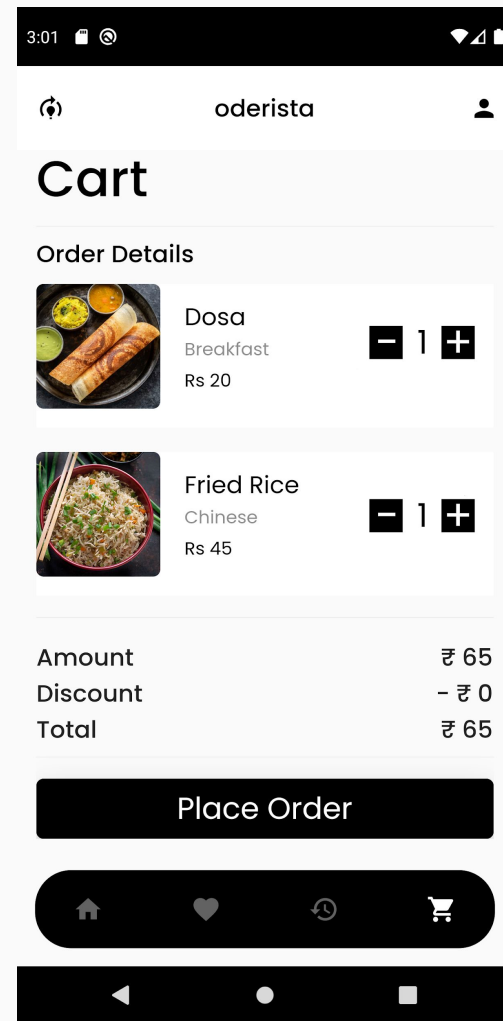 3:01
oderista
Cart
Order Details
Dosa
Breakfast
Rs 20
1
Fried Rice
Chinese
Rs 45
1
Amount ₹ 65
Discount - ₹ 0
Total ₹ 65
Place Order